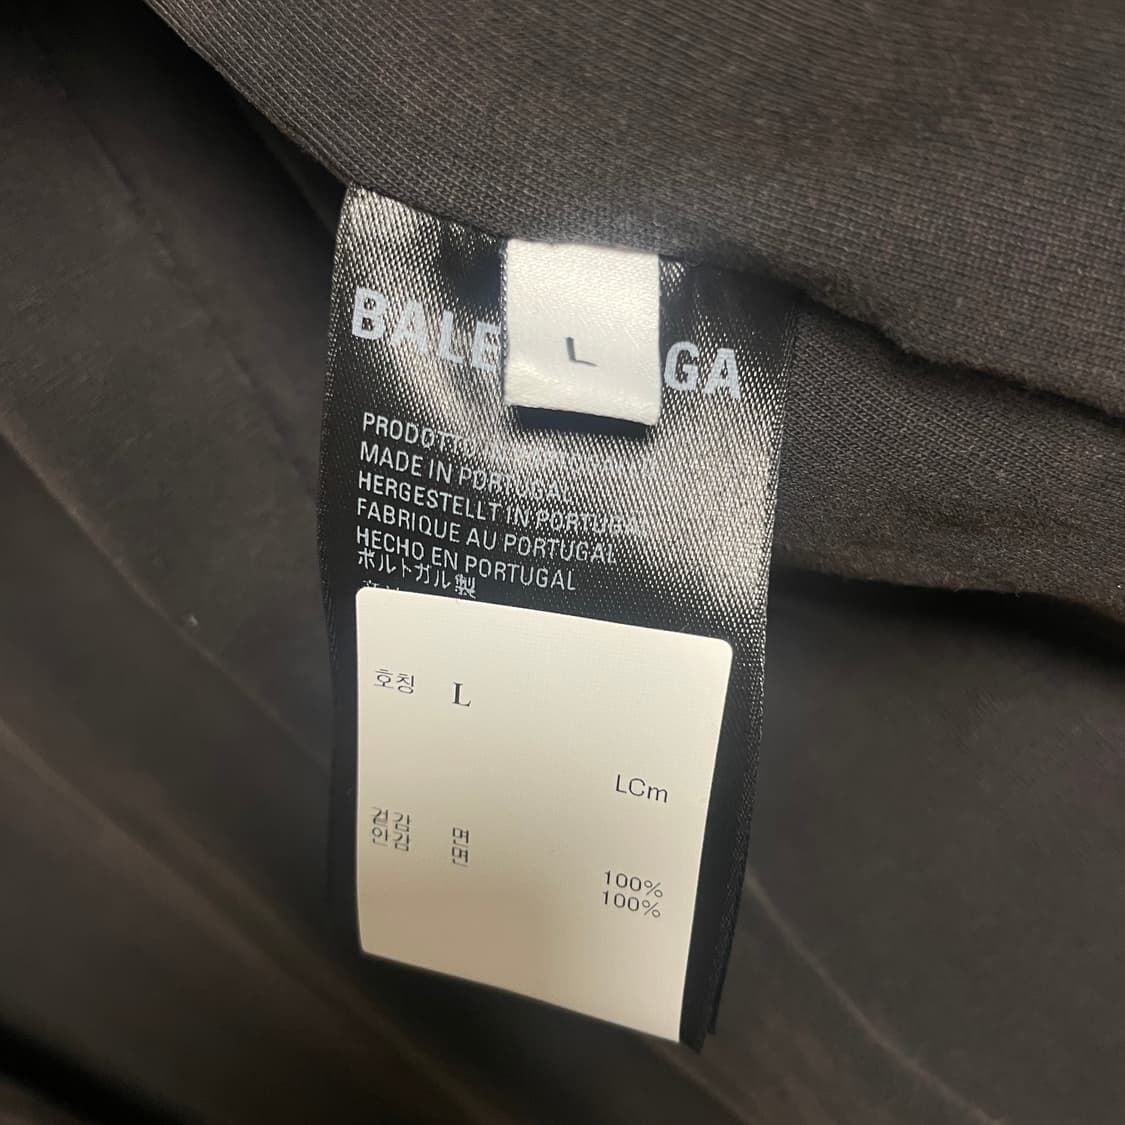 BALE GA
L
PRODOTTO
MADE IN PORTUGAL
HERGESTELLT IN PORTUGAL
FABRIQUE AU PORTUGAL
HECHO EN PORTUGAL
ポルトガル製
호칭 L
LCm
겉감 면 100%
안감 면 100%